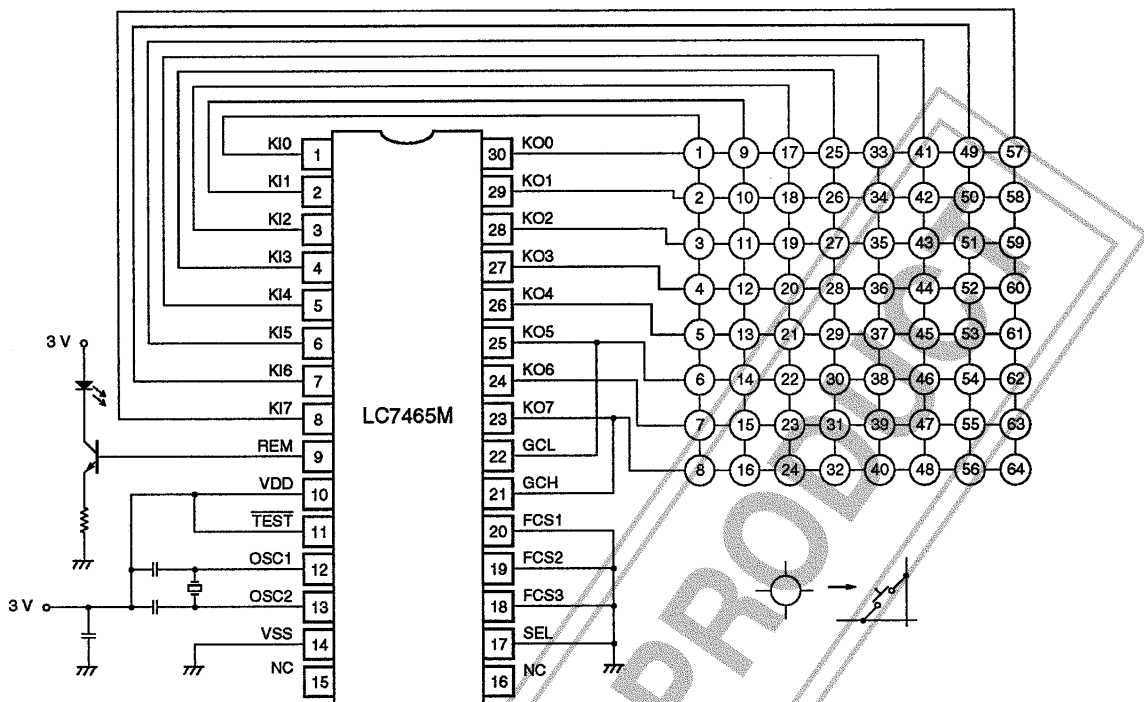 KI0 1
KI1 2
KI2 3
KI3 4
KI4 5
KI5 6
KI6 7
KI7 8
REM 9
VDD 10
TEST 11
OSC1 12
OSC2 13
VSS 14
NC 15
3 V
3 V
LC7465M
30 KO0
29 KO1
28 KO2
27 KO3
26 KO4
25 KO5
24 KO6
23 KO7
22 GCL
21 GCH
20 FCS1
19 FCS2
18 FCS3
17 SEL
16 NC
1 9 17 25 33 41 49 57
2 10 18 26 34 42 50 58
3 11 19 27 35 43 51 59
4 12 20 28 36 44 52 60
5 13 21 29 37 45 53 61
6 14 22 30 38 46 54 62
7 15 23 31 39 47 55 63
8 16 24 32 40 48 56 64
PRODUCT